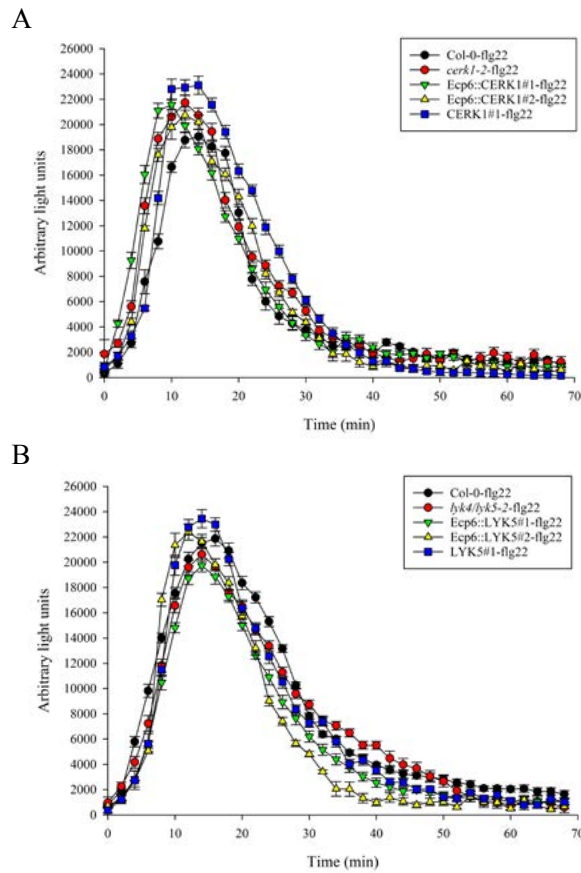 A
Col-0-flg22
cerk1-2-flg22
Ecp6::CERK1#1-flg22
Ecp6::CERK1#2-flg22
CERK1#1-flg22
Arbitrary light units
26000
24000
22000
20000
18000
16000
14000
12000
10000
8000
6000
4000
2000
0
0 10 20 30 40 50 60 70
Time (min)
B
Col-0-flg22
lyk4/lyk5-2-flg22
Ecp6::LYK5#1-flg22
Ecp6::LYK5#2-flg22
LYK5#1-flg22
Arbitrary light units
26000
24000
22000
20000
18000
16000
14000
12000
10000
8000
6000
4000
2000
0
0 10 20 30 40 50 60 70
Time (min)